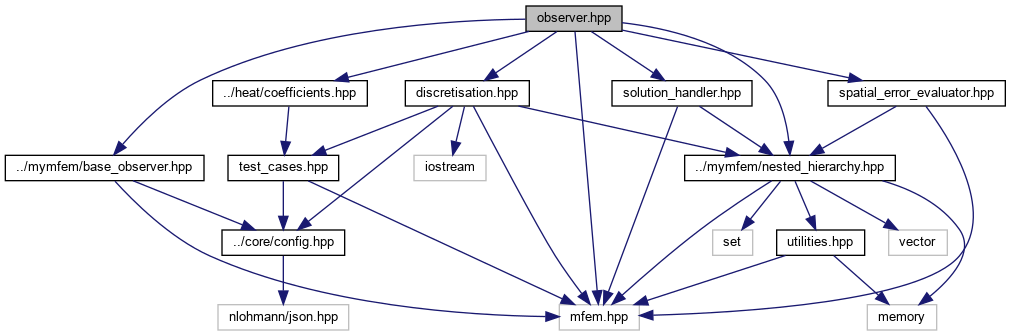 observer.hpp
../heat/coefficients.hpp
discretisation.hpp
solution_handler.hpp
spatial_error_evaluator.hpp
../mymfem/base_observer.hpp
test_cases.hpp
iostream
../mymfem/nested_hierarchy.hpp
../core/config.hpp
set
utilities.hpp
vector
nlohmann/json.hpp
mfem.hpp
memory